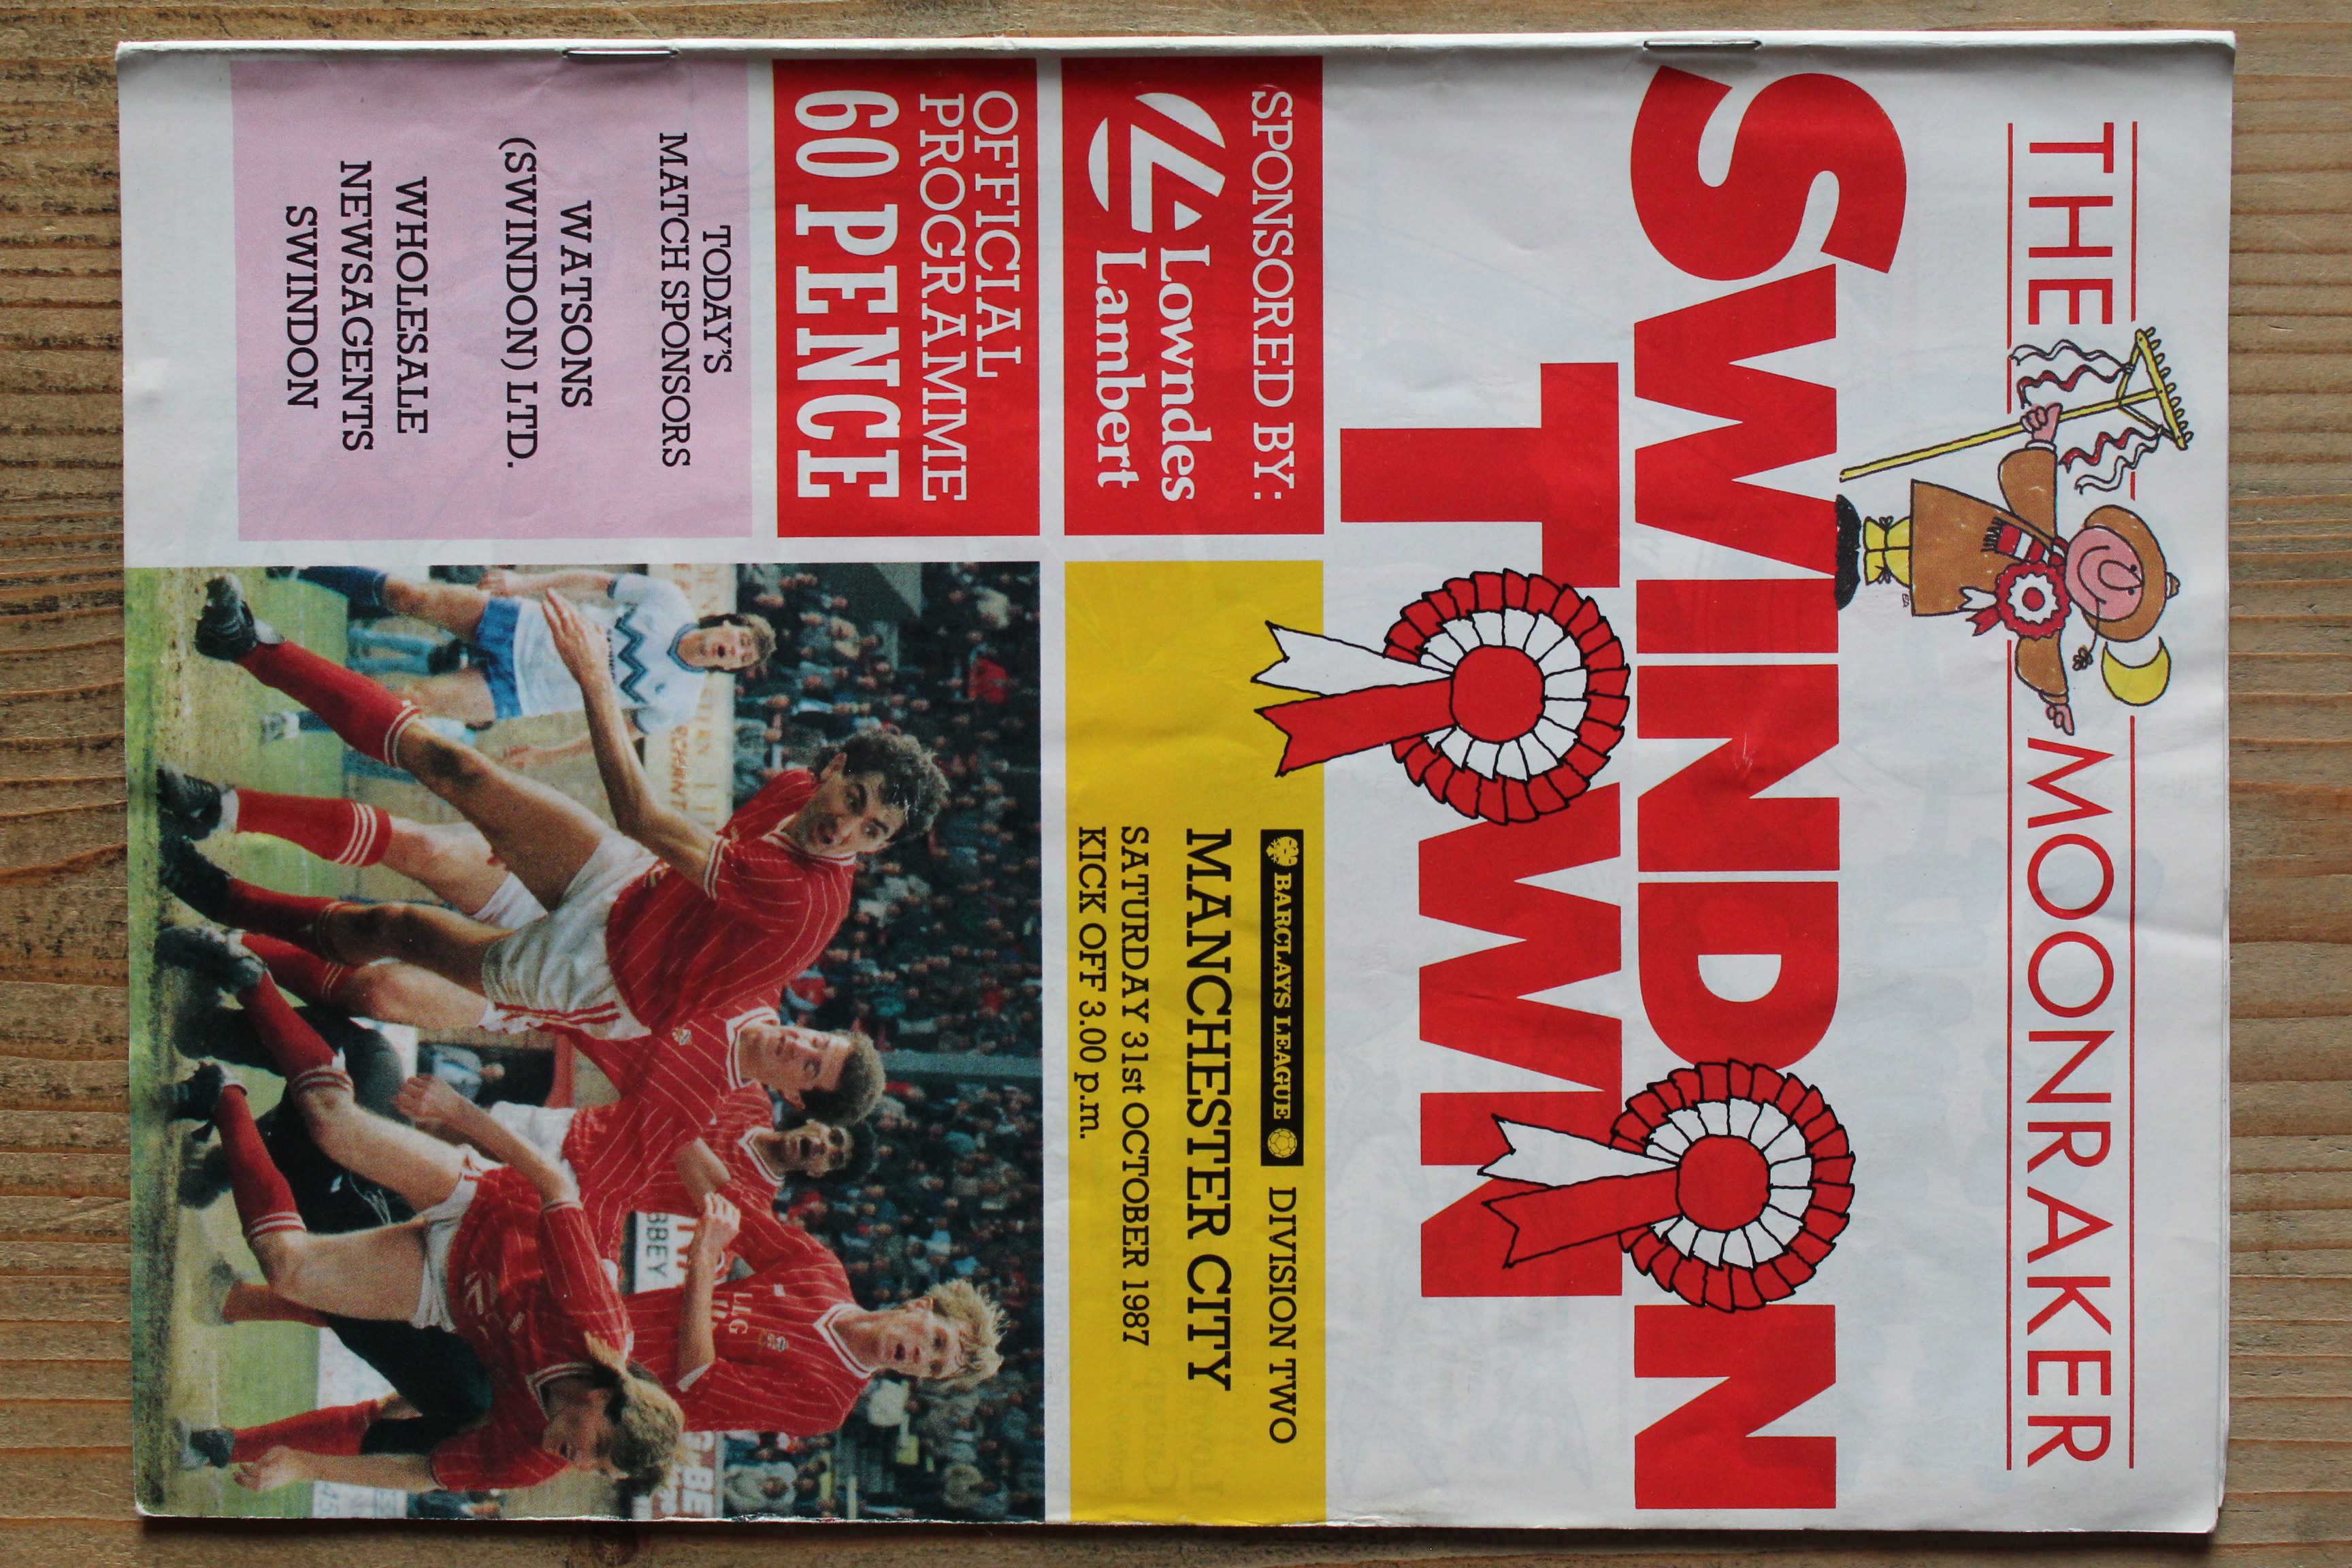 THE MOONRAKER
SWINDON
TOWN
SPONSORED BY:
Lowndes
Lambert
BARCLAYS LEAGUE DIVISION TWO
MANCHESTER CITY
SATURDAY 31st OCTOBER 1987
KICK OFF 3.00 p.m.
OFFICIAL
PROGRAMME
60 PENCE
TODAY'S
MATCH SPONSORS
WATSONS
(SWINDON) LTD.
WHOLESALE
NEWSAGENTS
SWINDON
BBEY